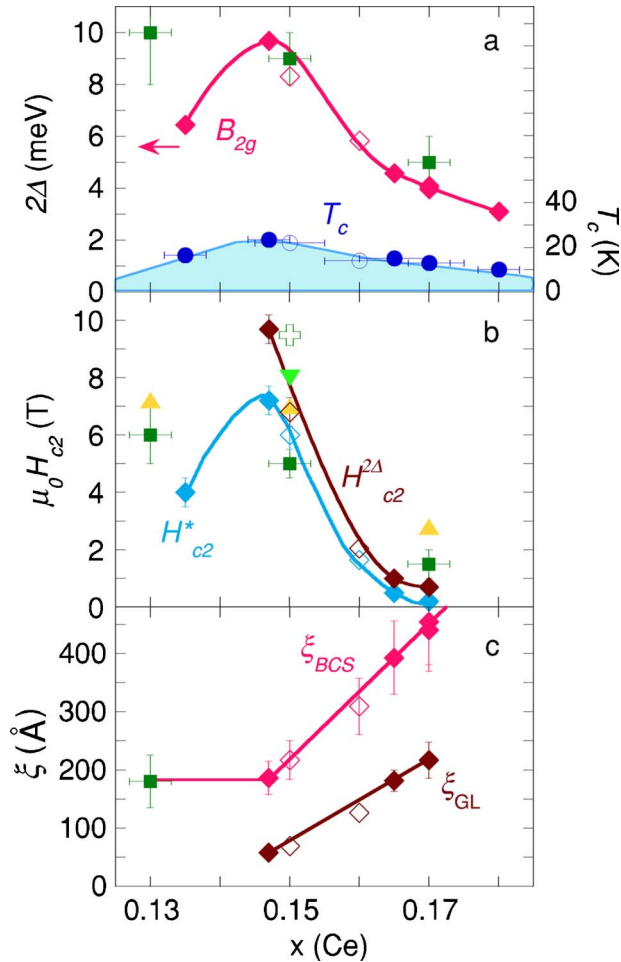 a
10
8
6
4
2
0
2Δ (meV)
B2g
Tc
40
20
0
Tc (K)
b
10
8
6
4
2
0
μ0Hc2 (T)
H*c2
H2Δc2
c
400
300
200
100
0
ξ (Å)
ξBCS
ξGL
0.13
0.15
0.17
x (Ce)